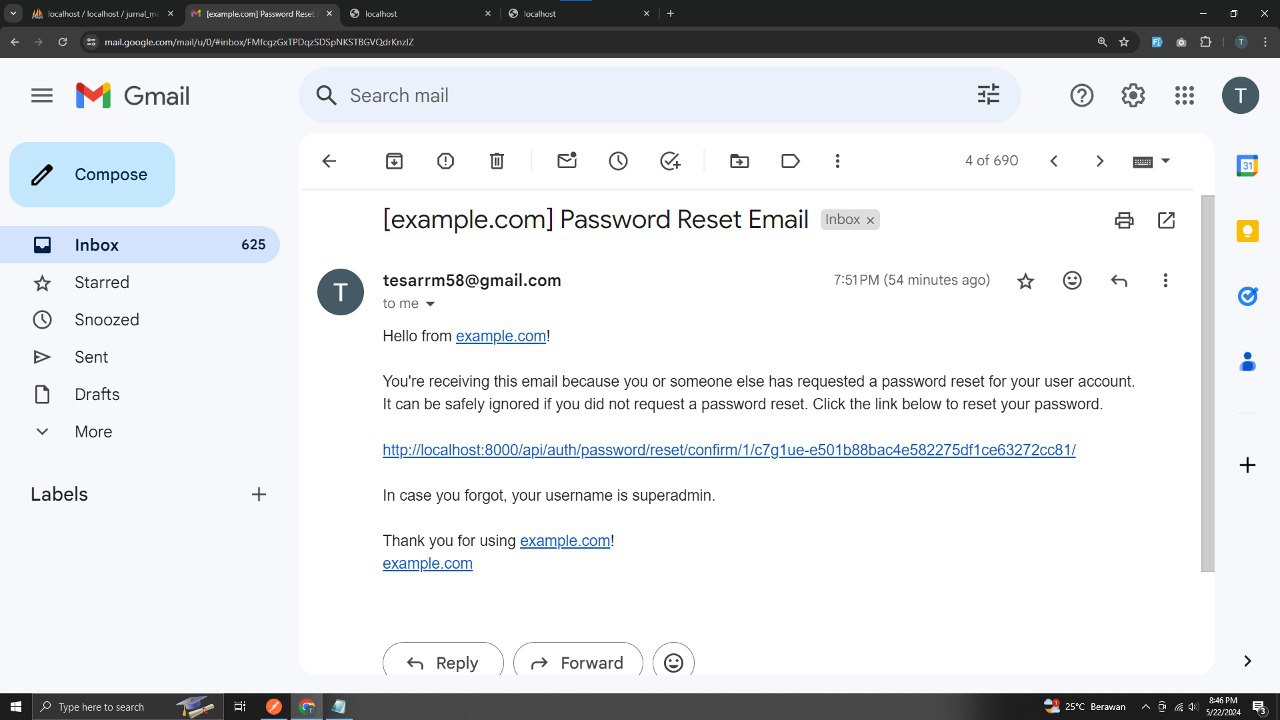 localhost / localhost / jurnal_m
[example.com] Password Reset
localhost
localhost
mail.google.com/mail/u/0/#inbox/FMfcgzGxTPDqzSDSpNKSTBGVQdrKnzlZ
T
Gmail
Search mail
T
Compose
4 of 690
[example.com] Password Reset Email
Inbox
Inbox 625
31
Starred
T
tesarrm58@gmail.com
7:51 PM (54 minutes ago)
to me
Snoozed
Hello from example.com!
Sent
You're receiving this email because you or someone else has requested a password reset for your user account.
It can be safely ignored if you did not request a password reset. Click the link below to reset your password.
Drafts
More
http://localhost:8000/api/auth/password/reset/confirm/1/c7g1ue-e501b88bac4e582275df1ce63272cc81/
Labels
In case you forgot, your username is superadmin.
Thank you for using example.com!
example.com
Reply
Forward
Type here to search
25°C Berawan
8:46 PM
5/22/2024